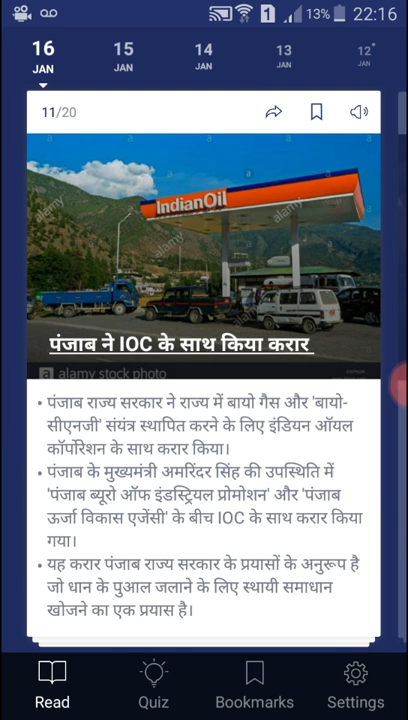 1 13% 22:16
16 15 14 13 12*
JAN JAN JAN JAN JAN
11/20
IndianOil
alamy
alamy
alamy
पंजाब ने IOC के साथ किया करार
a alamy stock photo
• पंजाब राज्य सरकार ने राज्य में बायो गैस और 'बायो-
सीएनजी' संयंत्र स्थापित करने के लिए इंडियन ऑयल
कॉर्पोरेशन के साथ करार किया।
• पंजाब के मुख्यमंत्री अमरिंदर सिंह की उपस्थिति में
'पंजाब ब्यूरो ऑफ इंडस्ट्रियल प्रोमोशन' और 'पंजाब
ऊर्जा विकास एजेंसी' के बीच IOC के साथ करार किया
गया।
• यह करार पंजाब राज्य सरकार के प्रयासों के अनुरूप है
जो धान के पुआल जलाने के लिए स्थायी समाधान
खोजने का एक प्रयास है।
Read Quiz Bookmarks Settings